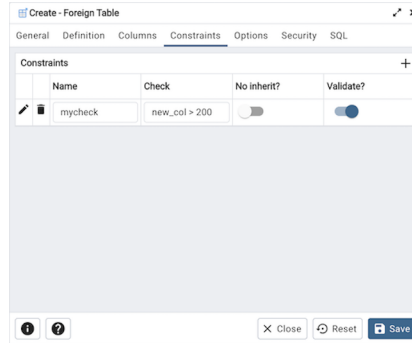 Create - Foreign Table
General Definition Columns Constraints Options Security SQL
Constraints
Name Check No inherit? Validate?
mycheck new_col > 200
Close Reset Save